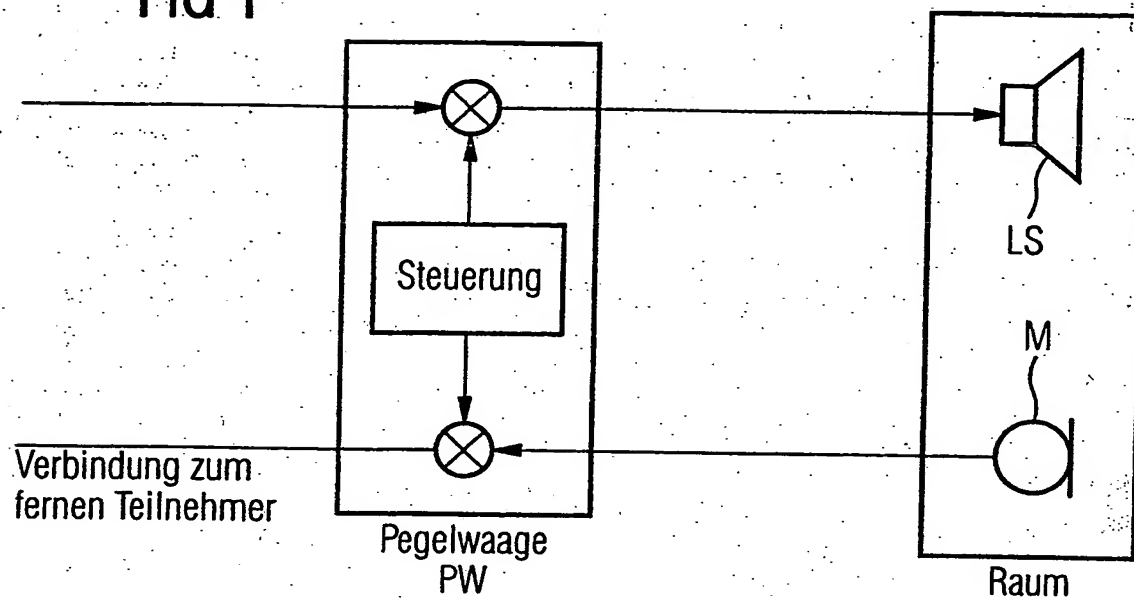 Steuerung
LS
M
Verbindung zum
fernen Teilnehmer
Pegelwaage
PW
Raum